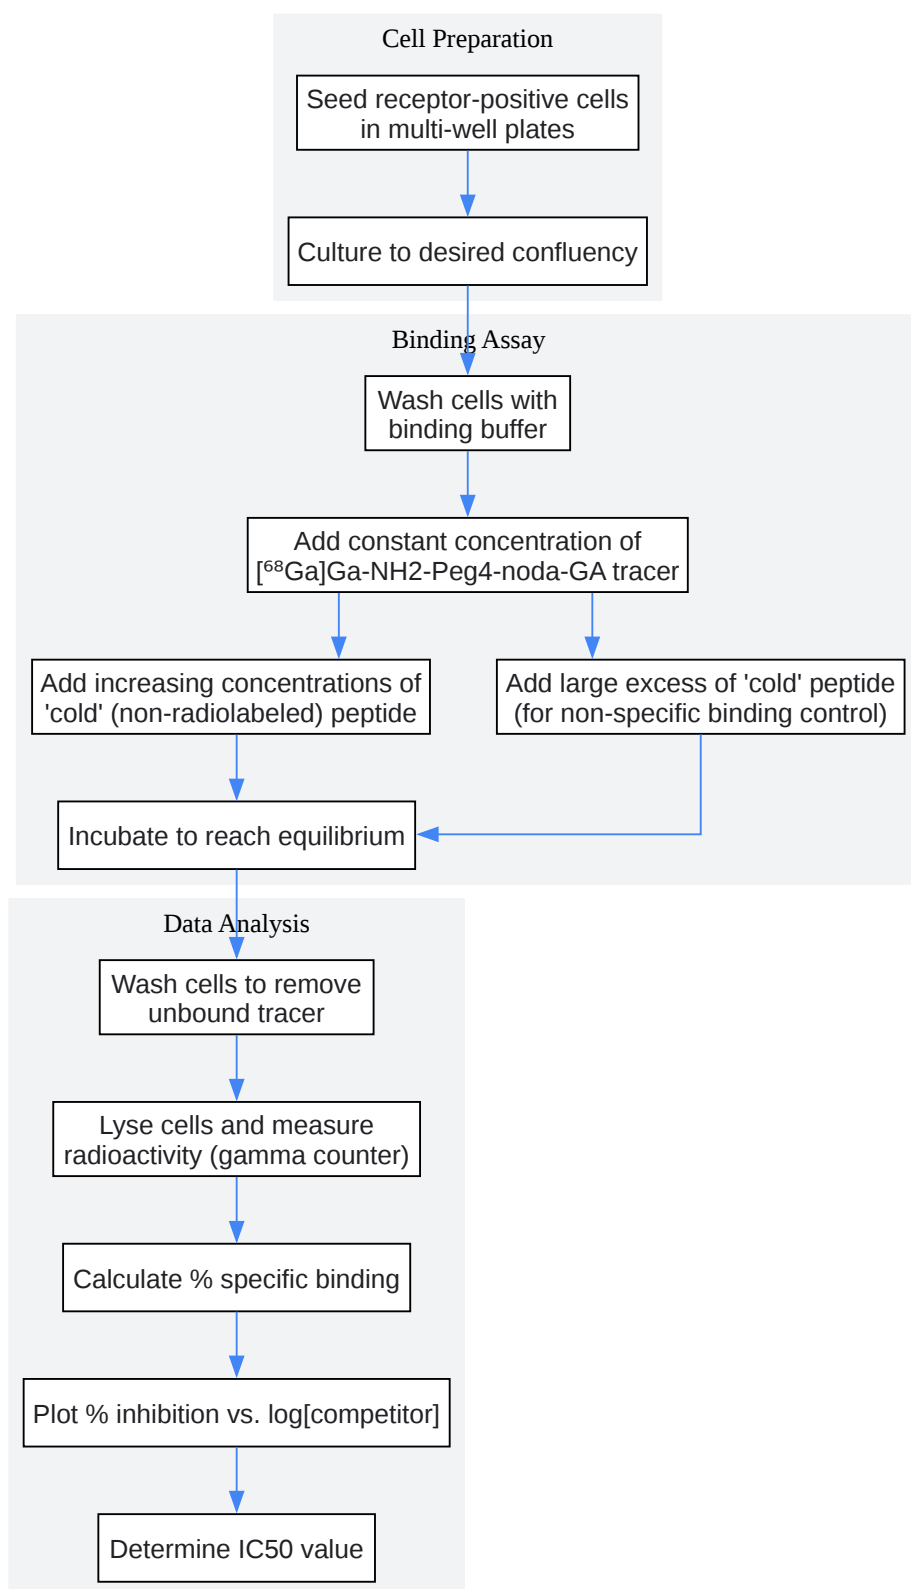 Cell Preparation
Seed receptor-positive cells
in multi-well plates
Culture to desired confluency
Binding Assay
Wash cells with
binding buffer
Add constant concentration of
[⁶⁸Ga]Ga-NH2-Peg4-noda-GA tracer
Add increasing concentrations of
'cold' (non-radiolabeled) peptide
Add large excess of 'cold' peptide
(for non-specific binding control)
Incubate to reach equilibrium
Data Analysis
Wash cells to remove
unbound tracer
Lyse cells and measure
radioactivity (gamma counter)
Calculate % specific binding
Plot % inhibition vs. log[competitor]
Determine IC50 value